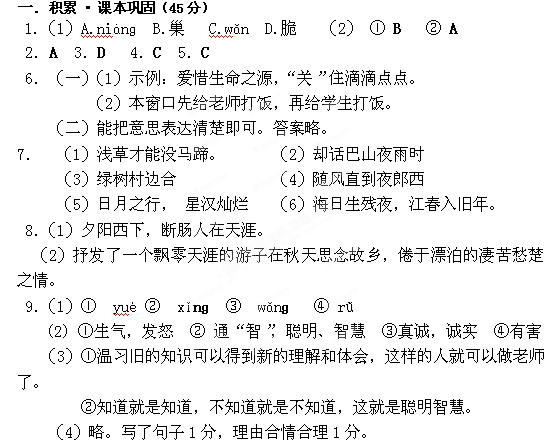 一．积累·课本巩固(45分)
1．(1) A.nióng B.巢 C.wǎn D.脆 (2) ① B ② A
2．A 3．D 4．C 5．C
6．(一)(1)示例：爱惜生命之源，“关”住滴滴点点。
(2)本窗口先给老师打饭，再给学生打饭。
(二)能把意思表达清楚即可。答案略。
7． (1)浅草才能没马蹄。 (2)却话巴山夜雨时
(3)绿树村边合 (4)随风直到夜郎西
(5)日月之行， 星汉灿烂 (6)海日生残夜，江春入旧年。
8．(1)夕阳西下，断肠人在天涯。
(2)抒发了一个飘零天涯的游子在秋天思念故乡，倦于漂泊的凄苦愁楚
之情。
9．(1)① yuè ② xǐng ③ wǒng ④ rǔ
(2) ①生气，发怒 ② 通“智”，聪明、智慧 ③真诚，诚实 ④有害
(3)①温习旧的知识可以得到新的理解和体会，这样的人就可以做老师
了。
②知道就是知道，不知道就是不知道，这就是聪明智慧。
(4)略。写了句子1分，理由合情合理1分。